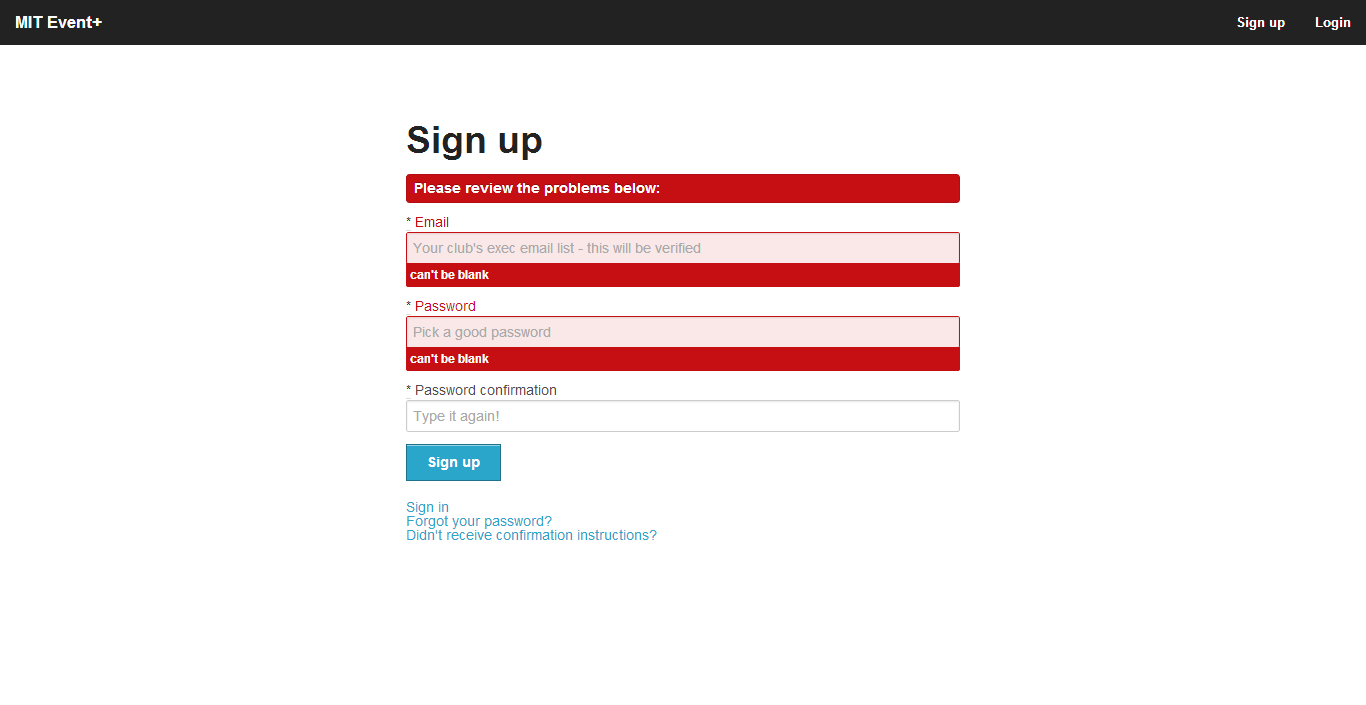 MIT Event+ Sign up Login
Sign up
Please review the problems below:
* Email
Your club's exec email list - this will be verified
can't be blank
* Password
Pick a good password
can't be blank
* Password confirmation
Type it again!
Sign up
Sign in
Forgot your password?
Didn't receive confirmation instructions?